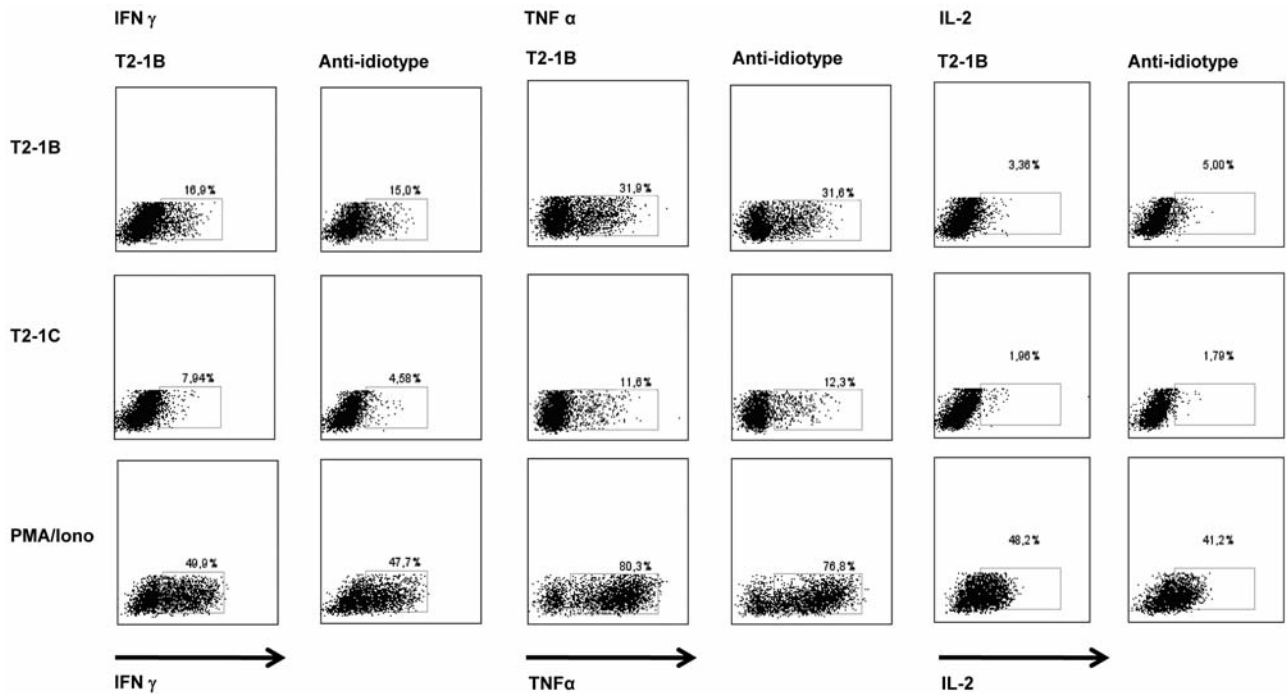 IFN γ TNF α IL-2
T2-1B Anti-idiotype T2-1B Anti-idiotype T2-1B Anti-idiotype
T2-1B
16,9% 15,0% 31,9% 31,6% 3,36% 5,00%
T2-1C
7,94% 4,58% 11,6% 12,3% 1,96% 1,79%
PMA/Iono
49,9% 47,7% 80,3% 76,8% 48,2% 41,2%
IFN γ TNFα IL-2